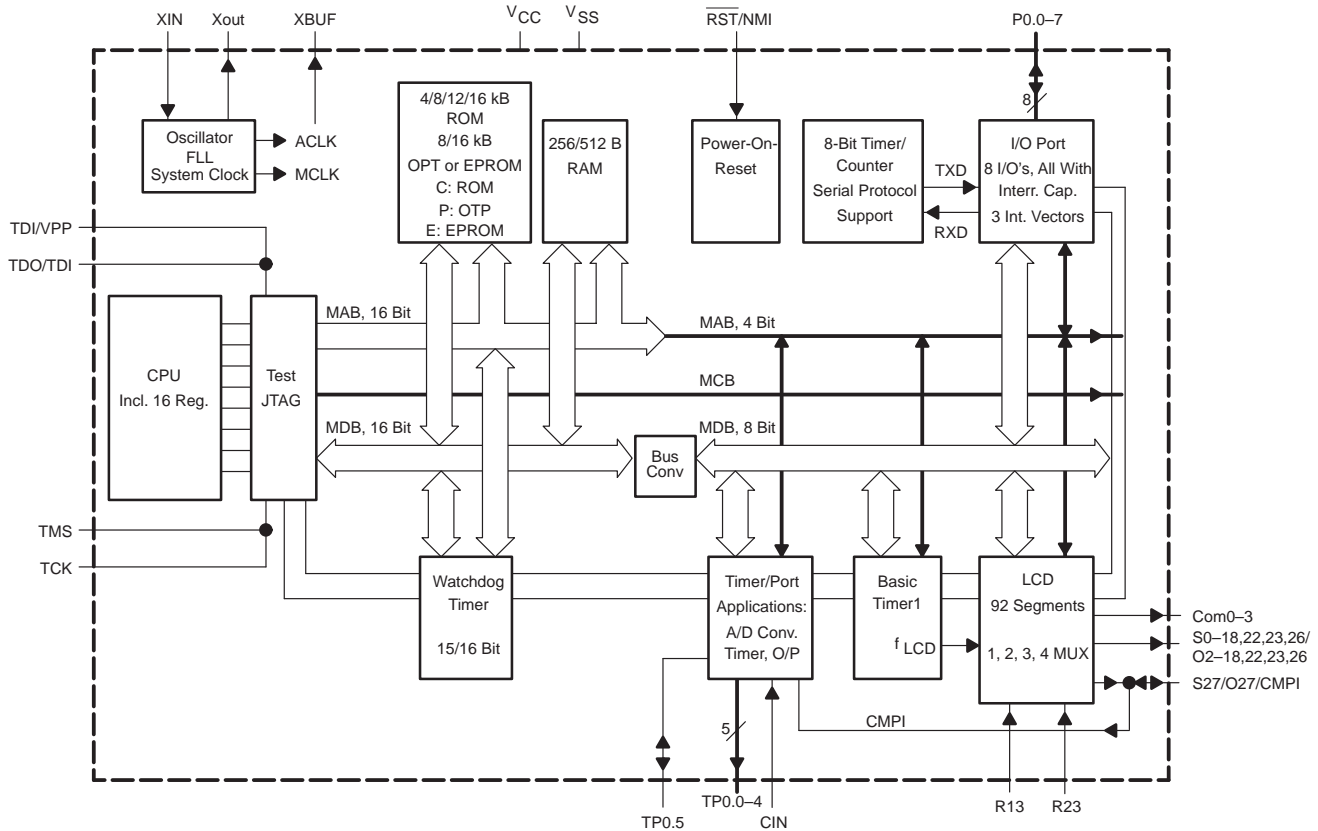 XIN Xout XBUF VCC VSS RST/NMI P0.0–7
8
Oscillator
FLL
System Clock
ACLK
MCLK
4/8/12/16 kB
ROM
8/16 kB
OPT or EPROM
C: ROM
P: OTP
E: EPROM
256/512 B
RAM
Power-On-
Reset
8-Bit Timer/
Counter
Serial Protocol
Support
TXD
RXD
I/O Port
8 I/O's, All With
Interr. Cap.
3 Int. Vectors
TDI/VPP
TDO/TDI
CPU
Incl. 16 Reg.
Test
JTAG
MAB, 16 Bit
MAB, 4 Bit
MCB
MDB, 16 Bit
Bus
Conv
MDB, 8 Bit
TMS
TCK
Watchdog
Timer
15/16 Bit
Timer/Port
Applications:
A/D Conv.
Timer, O/P
Basic
Timer1
f LCD
LCD
92 Segments
1, 2, 3, 4 MUX
Com0–3
S0–18,22,23,26/
O2–18,22,23,26
S27/O27/CMPI
CMPI
5
TP0.5
TP0.0–4
CIN
R13
R23